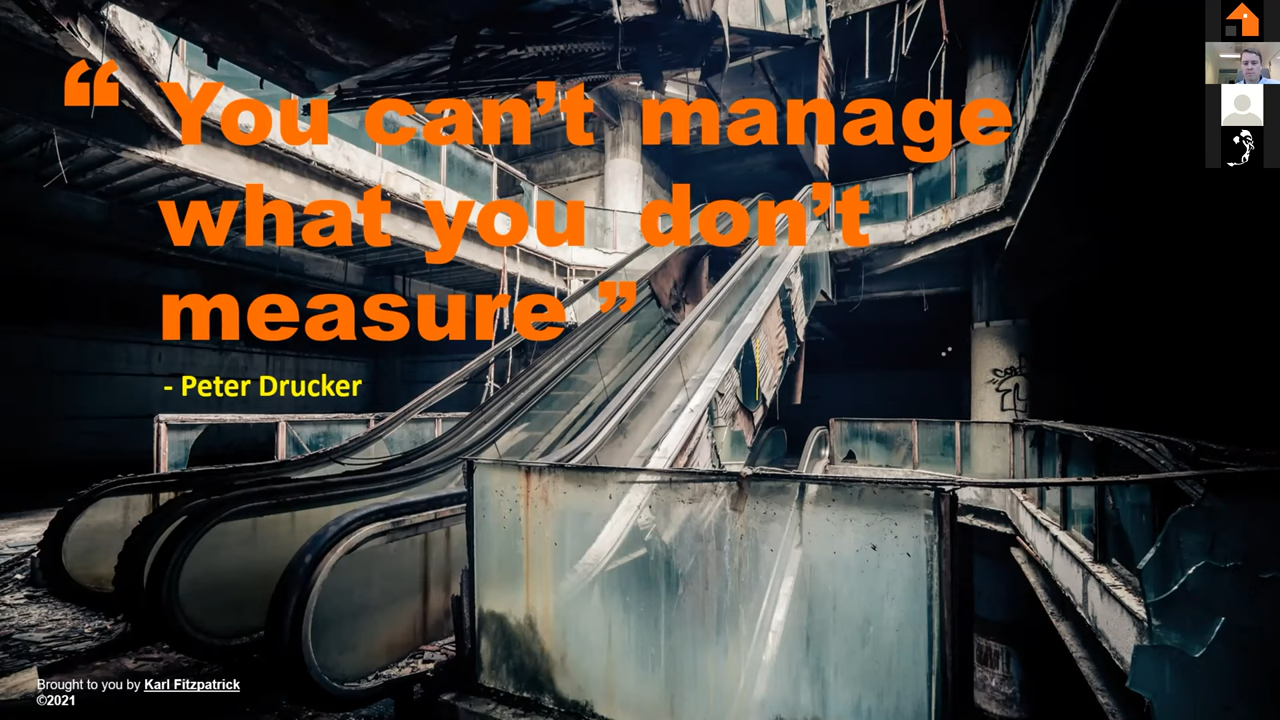 “ You can’t manage
what you don’t
measure ”
- Peter Drucker
Brought to you by Karl Fitzpatrick
©2021